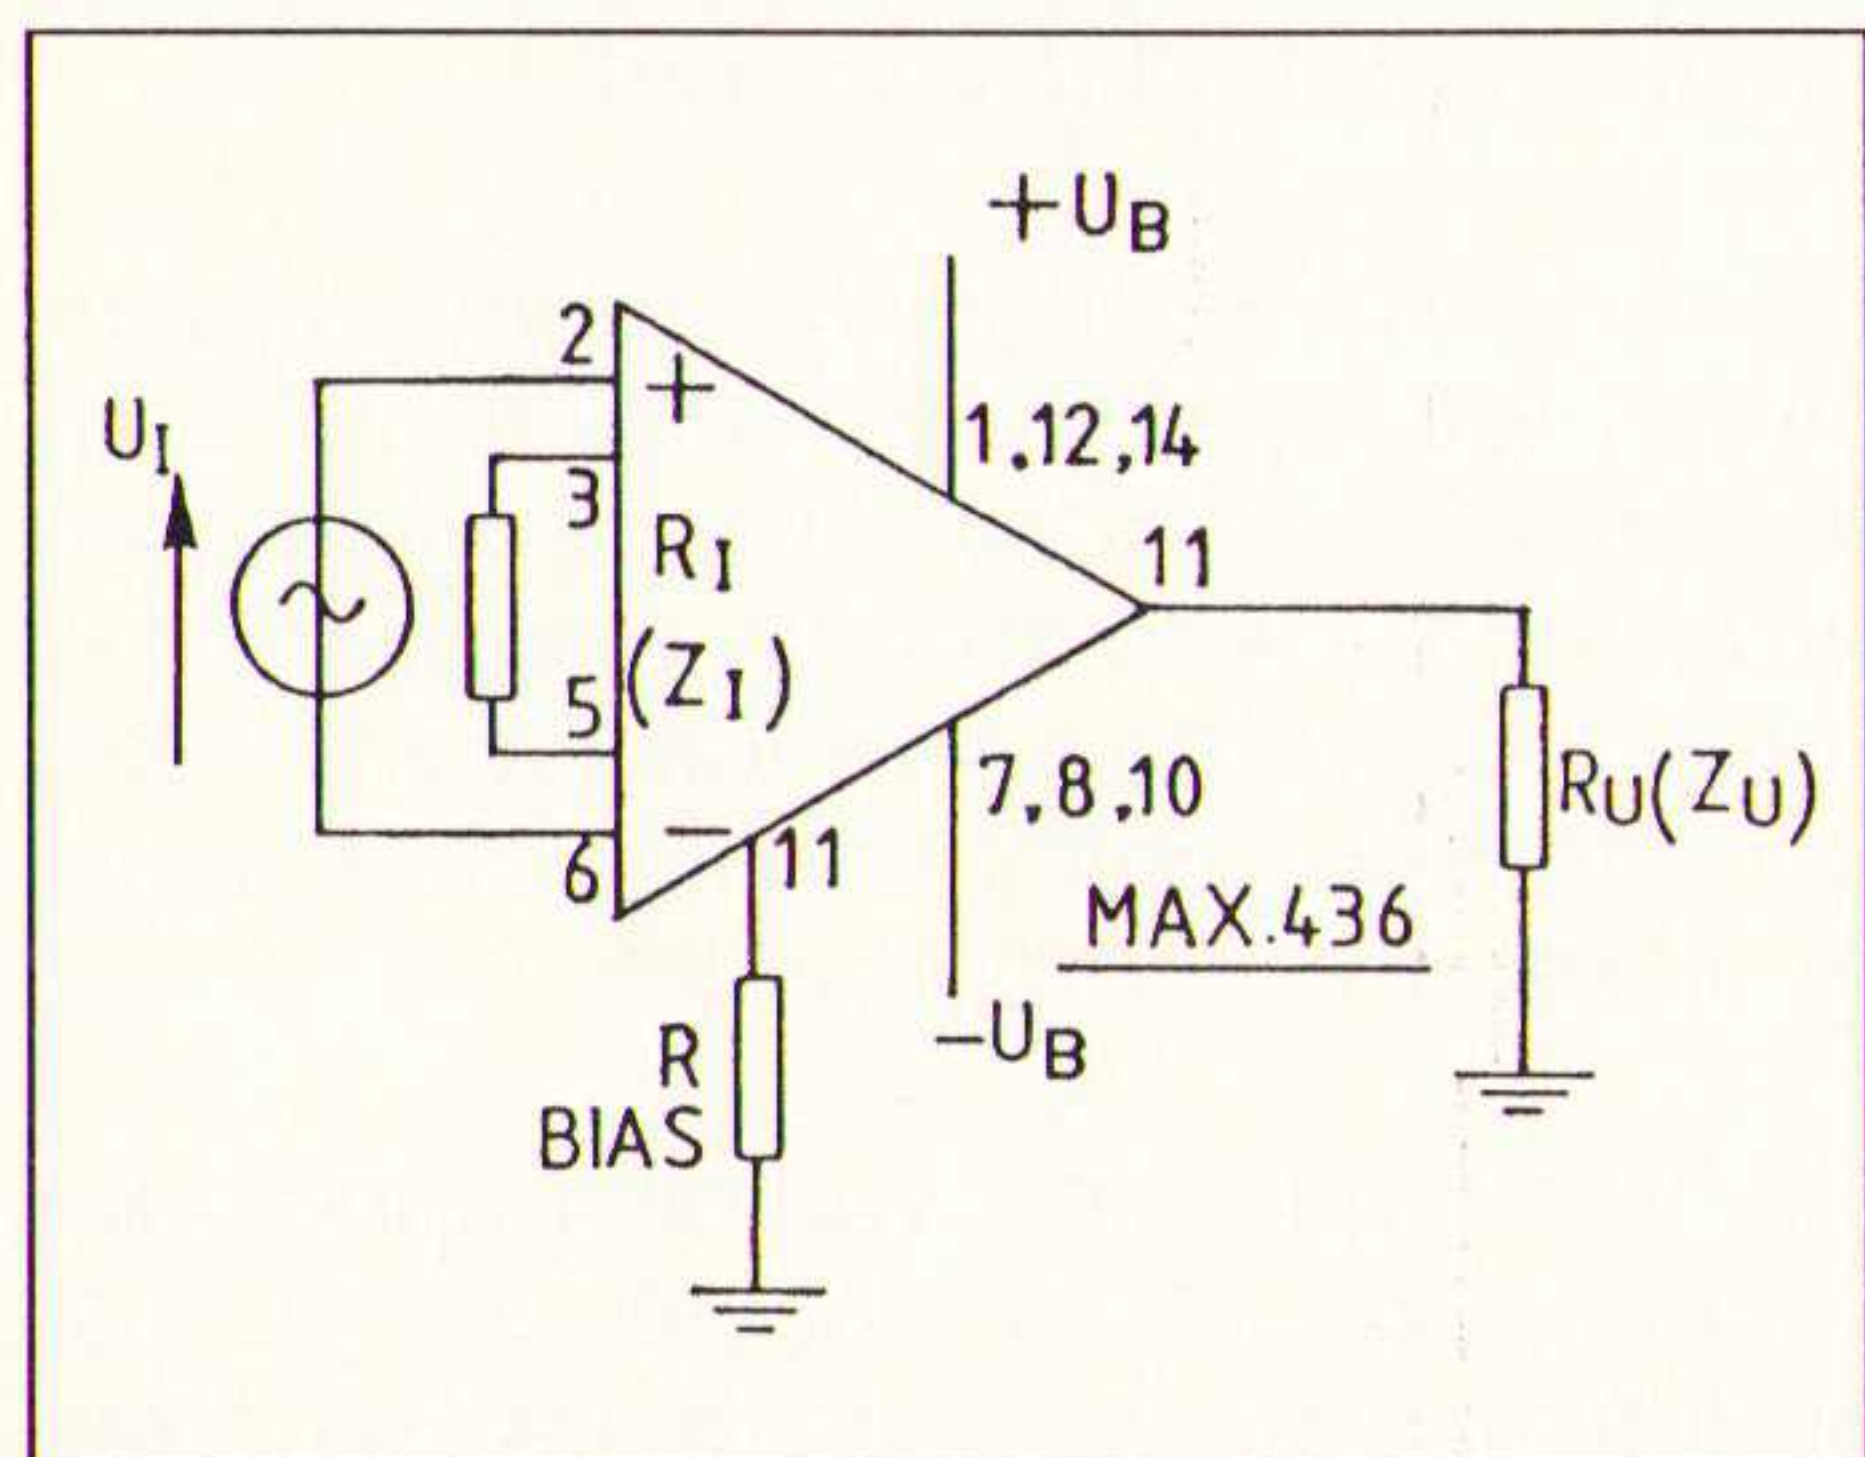 +UB
2
+
UI
1.12,14
3
RI
11
5
(ZI)
7,8,10
RU(ZU)
−
11
6
MAX.436
R
BIAS
−UB